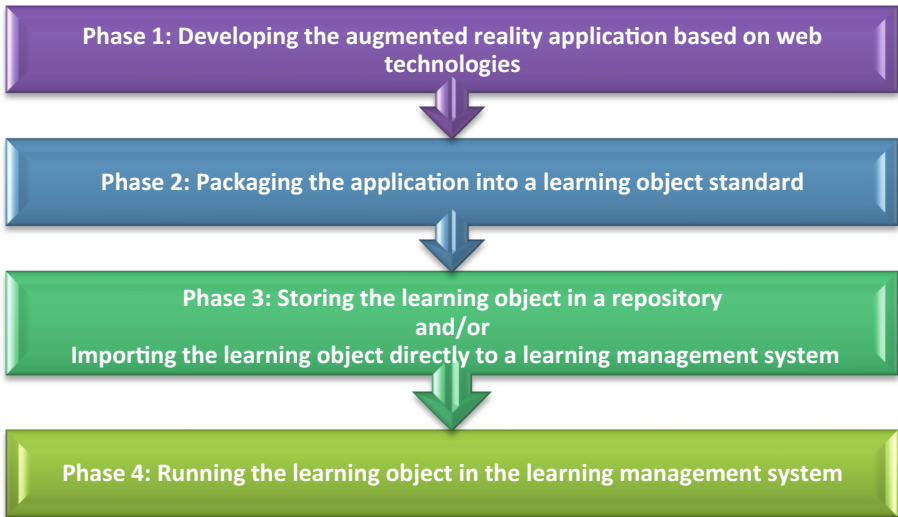 Phase 1: Developing the augmented reality application based on web
technologies
Phase 2: Packaging the application into a learning object standard
Phase 3: Storing the learning object in a repository
and/or
Importing the learning object directly to a learning management system
Phase 4: Running the learning object in the learning management system